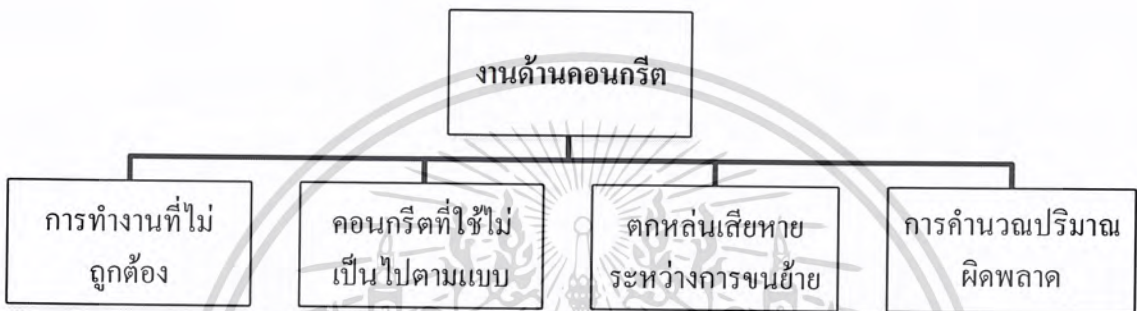 งานด้านคอนกรีต
การทำงานที่ไม่
ถูกต้อง
คอนกรีตที่ใช้ไม่
เป็นไปตามแบบ
ตกหล่นเสียหาย
ระหว่างการขนย้าย
การคำนวณปริมาณ
ผิดพลาด